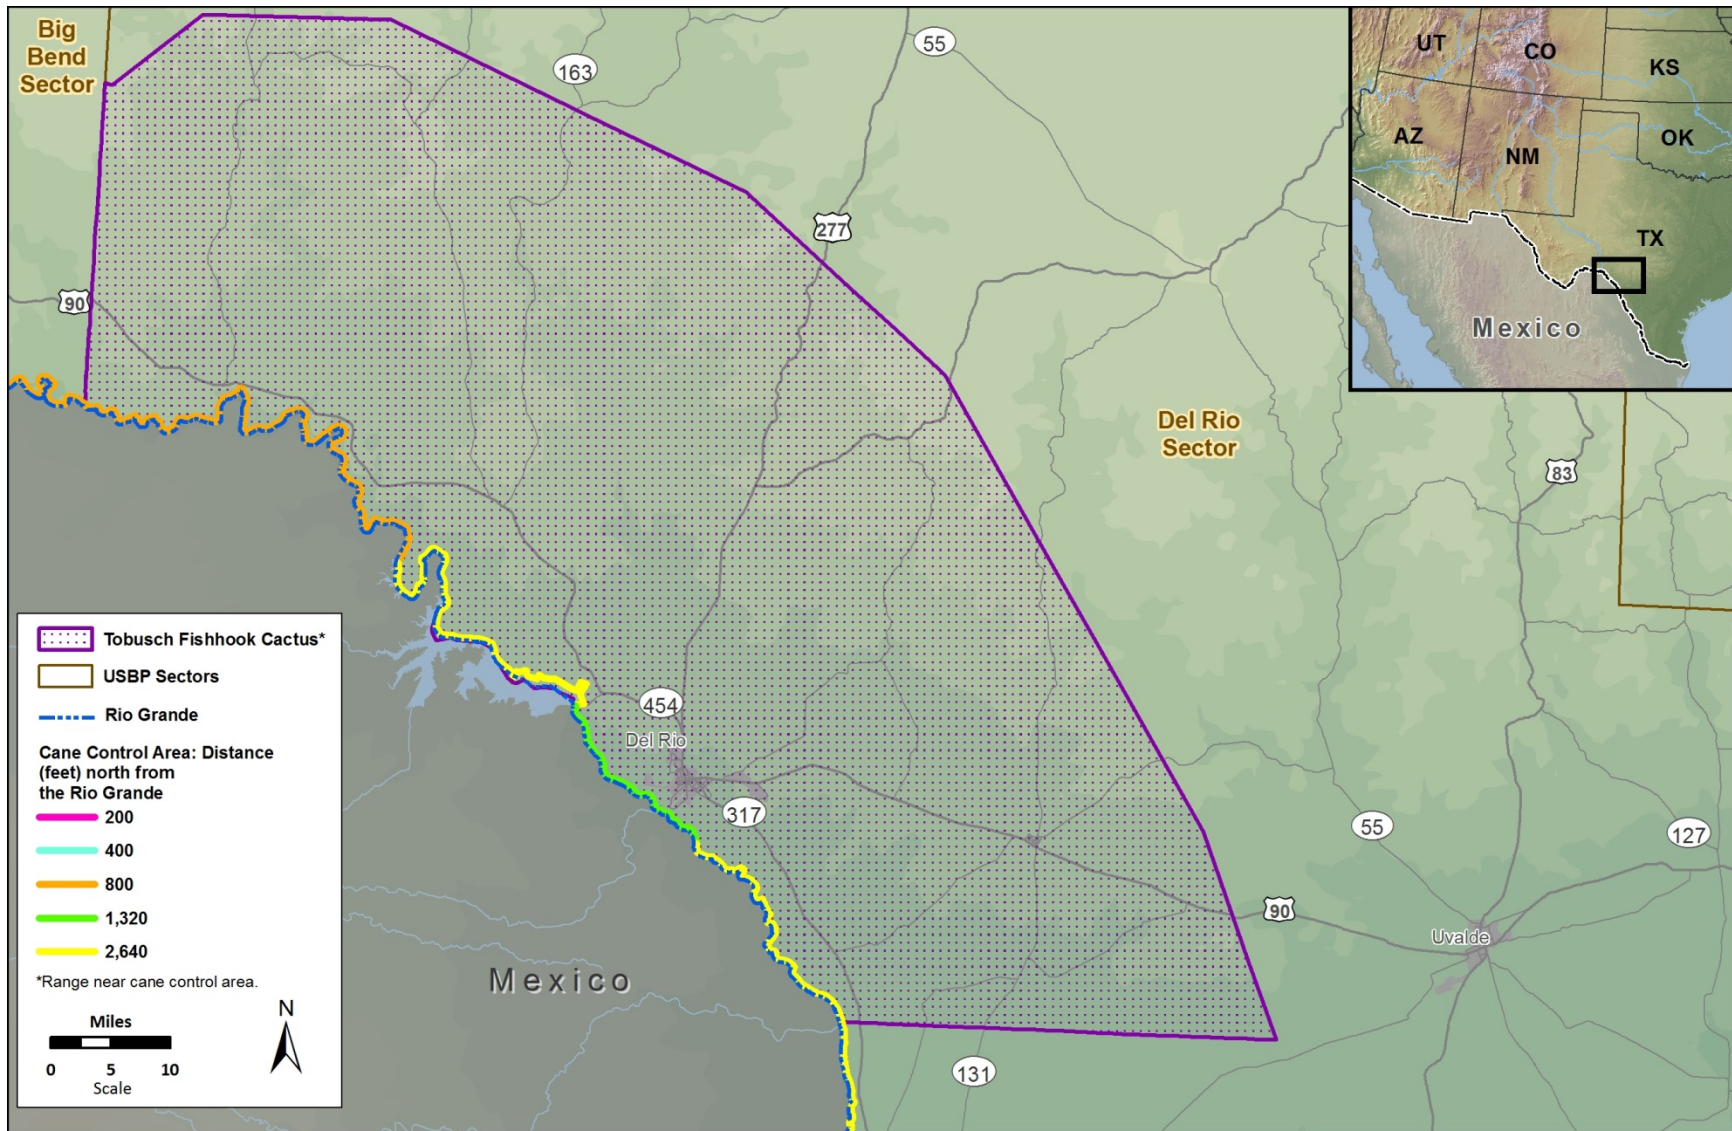 Big
Bend
Sector
55
163
277
90
Del Rio
Sector
83
454
Del Rio
317
55
127
90
Uvalde
131
Mexico
UT
CO
KS
AZ
NM
OK
TX
Mexico
Tobusch Fishhook Cactus*
USBP Sectors
Rio Grande
Cane Control Area: Distance
(feet) north from
the Rio Grande
200
400
800
1,320
2,640
*Range near cane control area.
Miles
0 5 10
Scale
N